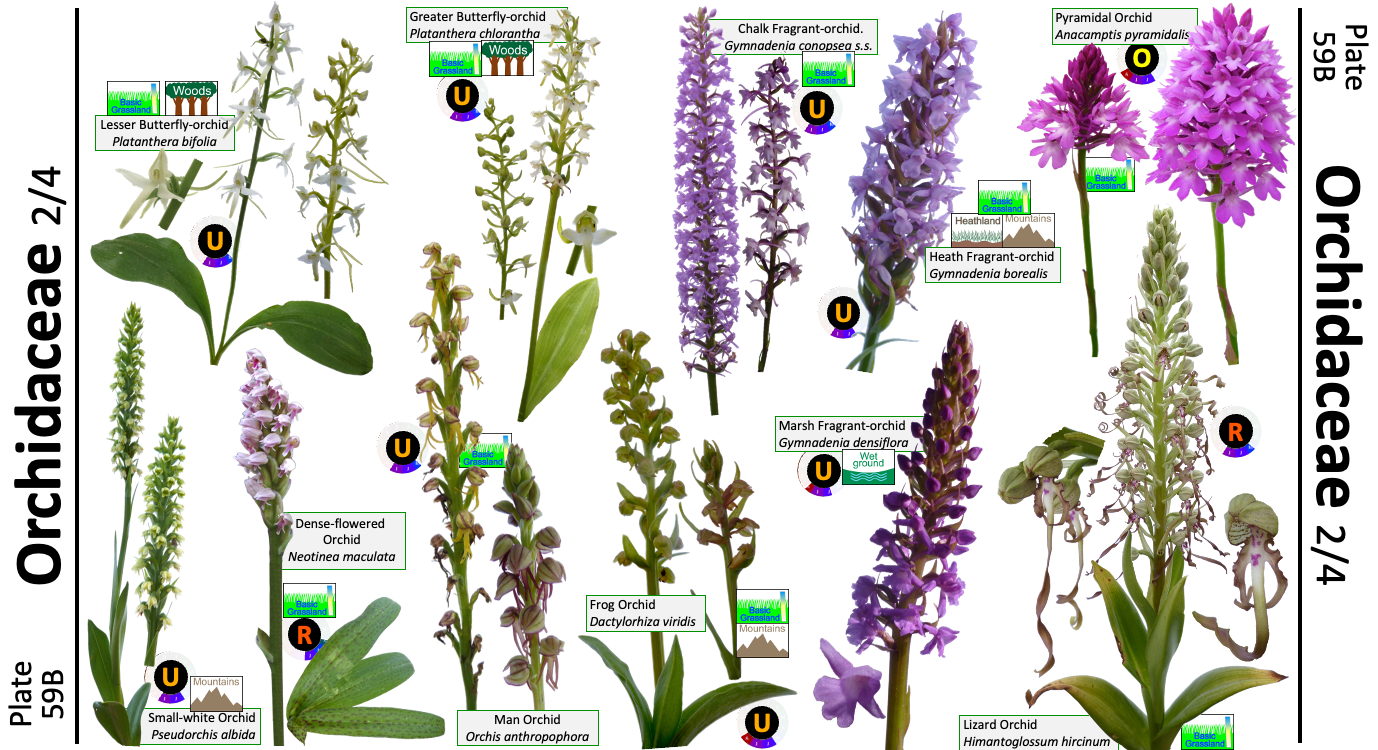 Orchidaceae 2/4
Plate
59B
Basic
Grassland
Woods
Lesser Butterfly-orchid
Platanthera bifolia
U
Greater Butterfly-orchid
Platanthera chlorantha
Basic
Grassland
Woods
U
Chalk Fragrant-orchid.
Gymnadenia conopsea s.s.
Basic
Grassland
U
Basic
Grassland
Heathland
Mountains
Heath Fragrant-orchid
Gymnadenia borealis
U
Pyramidal Orchid
Anacamptis pyramidalis
O
Basic
Grassland
Small-white Orchid
Pseudorchis albida
U
Mountains
Dense-flowered
Orchid
Neotinea maculata
Basic
Grassland
R
U
Basic
Grassland
Man Orchid
Orchis anthropophora
Frog Orchid
Dactylorhiza viridis
Basic
Grassland
Mountains
U
Marsh Fragrant-orchid
Gymnadenia densiflora
U
Wet
ground
R
Lizard Orchid
Himantoglossum hircinum
Basic
Grassland
Plate
59B
Orchidaceae 2/4